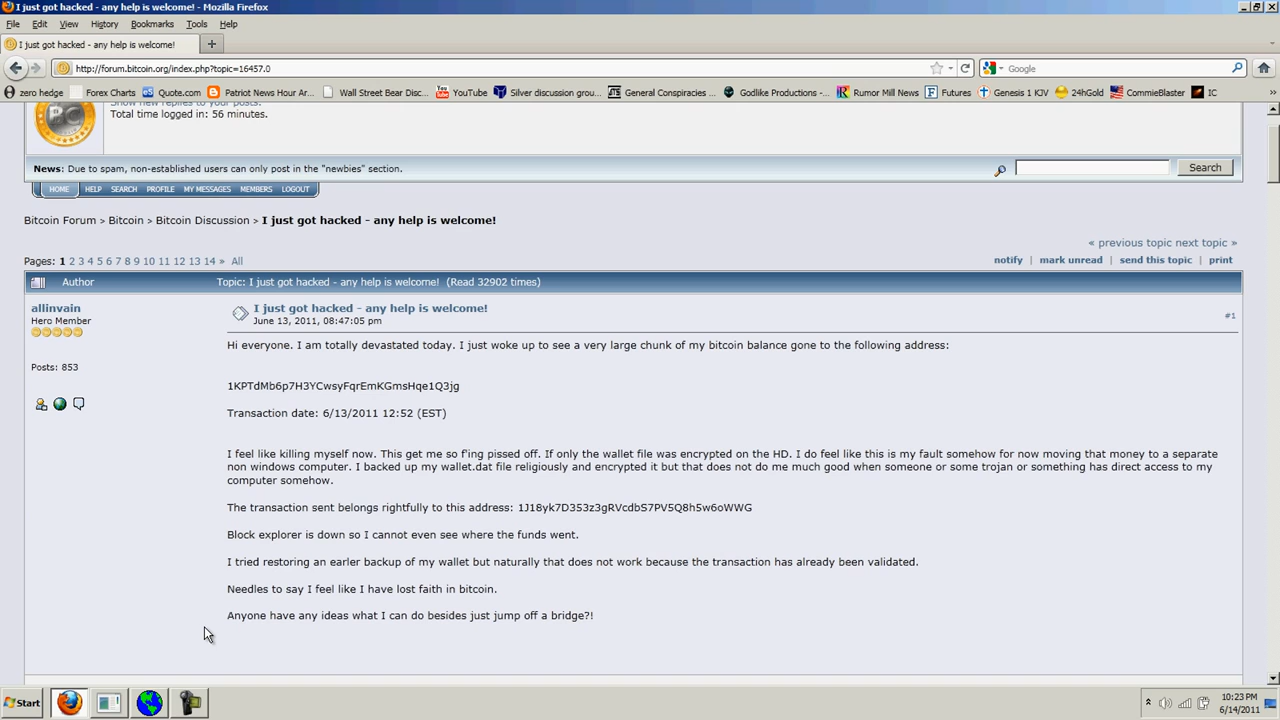 I just got hacked - any help is welcome! - Mozilla Firefox
File Edit View History Bookmarks Tools Help
I just got hacked - any help is welcome!
http://forum.bitcoin.org/index.php?topic=16457.0
Google
zero hedge Forex Charts Quote.com Patriot News Hour Ar... Wall Street Bear Disc... YouTube Silver discussion grou... General Conspiracies ... Godlike Productions -... Rumor Mill News Futures Genesis 1 KJV 24hGold CommieBlaster IC
Show new replies to your posts.
Total time logged in: 56 minutes.
News: Due to spam, non-established users can only post in the "newbies" section.
Search
HOME HELP SEARCH PROFILE MY MESSAGES MEMBERS LOGOUT
Bitcoin Forum > Bitcoin > Bitcoin Discussion > I just got hacked - any help is welcome!
« previous topic next topic »
Pages: 1 2 3 4 5 6 7 8 9 10 11 12 13 14 » All
notify mark unread send this topic print
Author Topic: I just got hacked - any help is welcome! (Read 32902 times)
allinvain
Hero Member
Posts: 853
I just got hacked - any help is welcome!
June 13, 2011, 08:47:05 pm
#1
Hi everyone. I am totally devastated today. I just woke up to see a very large chunk of my bitcoin balance gone to the following address:
1KPTdMb6p7H3YCwsyFqrEmKGmsHqe1Q3jg
Transaction date: 6/13/2011 12:52 (EST)
I feel like killing myself now. This get me so f'ing pissed off. If only the wallet file was encrypted on the HD. I do feel like this is my fault somehow for now moving that money to a separate
non windows computer. I backed up my wallet.dat file religiously and encrypted it but that does not do me much good when someone or some trojan or something has direct access to my
computer somehow.
The transaction sent belongs rightfully to this address: 1J18yk7D353z3gRVcdbS7PV5Q8h5w6oWWG
Block explorer is down so I cannot even see where the funds went.
I tried restoring an earler backup of my wallet but naturally that does not work because the transaction has already been validated.
Needles to say I feel like I have lost faith in bitcoin.
Anyone have any ideas what I can do besides just jump off a bridge?!
Start
10:23 PM
6/14/2011